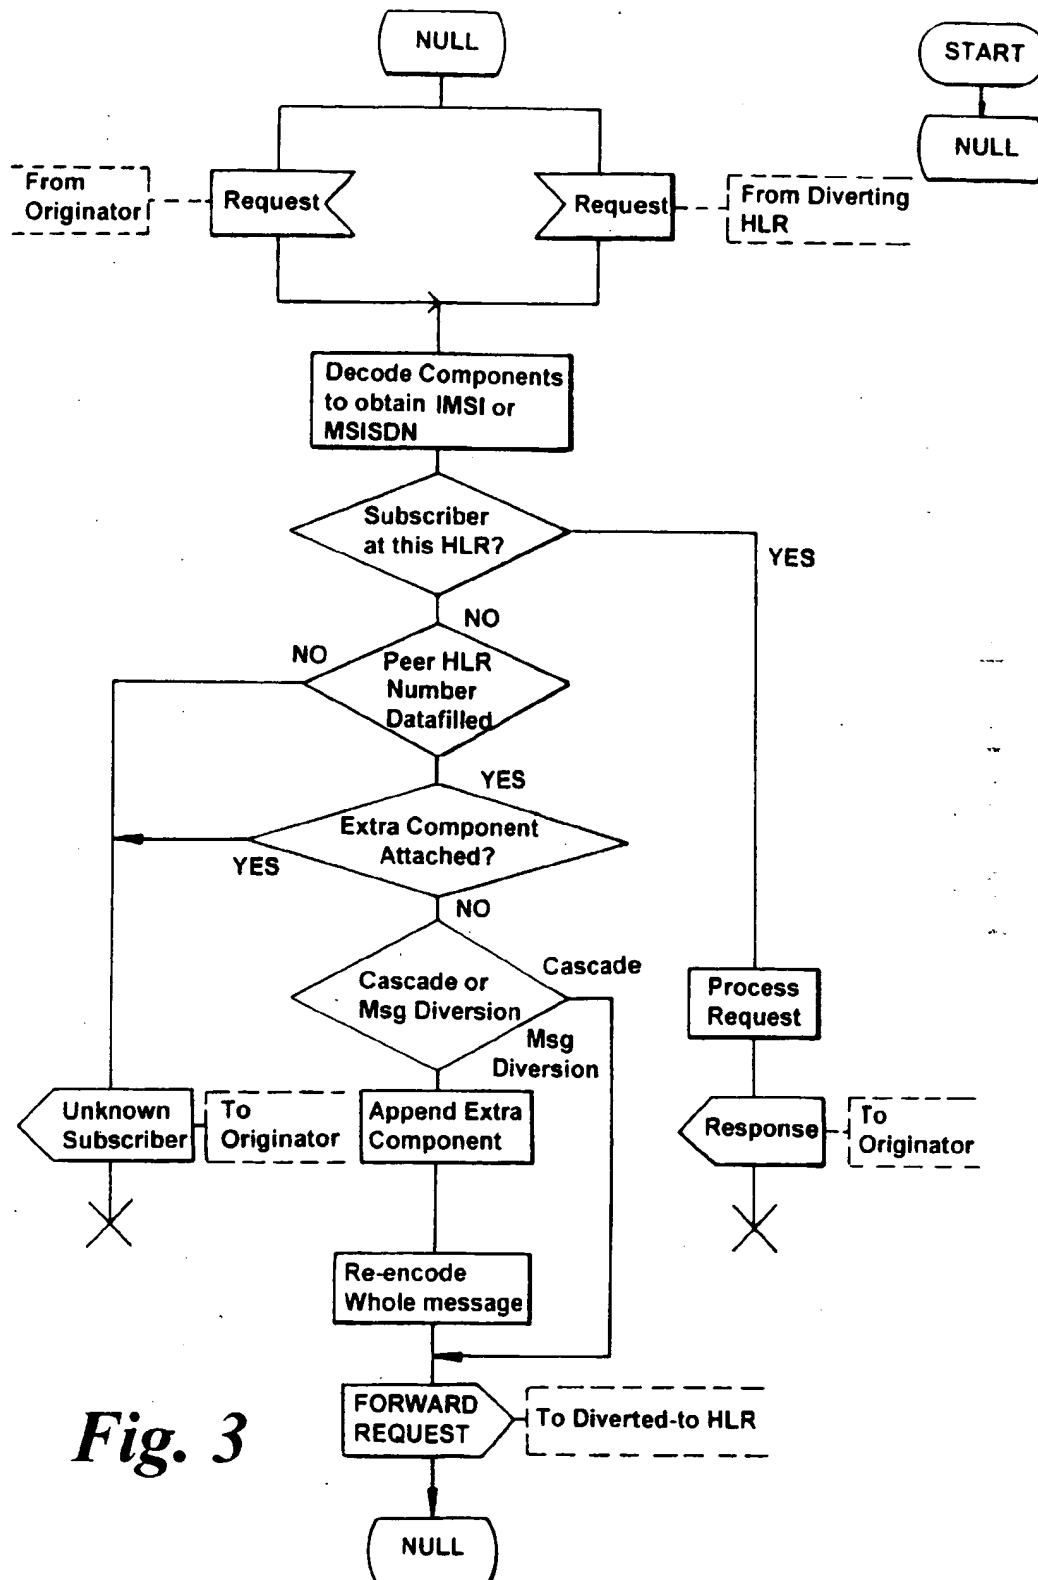 NULL
START
NULL
From
Originator
Request
Request
From Diverting
HLR
Decode Components
to obtain IMSI or
MSISDN
Subscriber
at this HLR?
YES
NO
NO
Peer HLR
Number
Datafilled
YES
Extra Component
Attached?
YES
NO
Cascade or
Msg Diversion
Cascade
Msg
Diversion
Process
Request
Unknown
Subscriber
To
Originator
Append Extra
Component
Response
To
Originator
Re-encode
Whole message
FORWARD
REQUEST
To Diverted-to HLR
Fig. 3
NULL